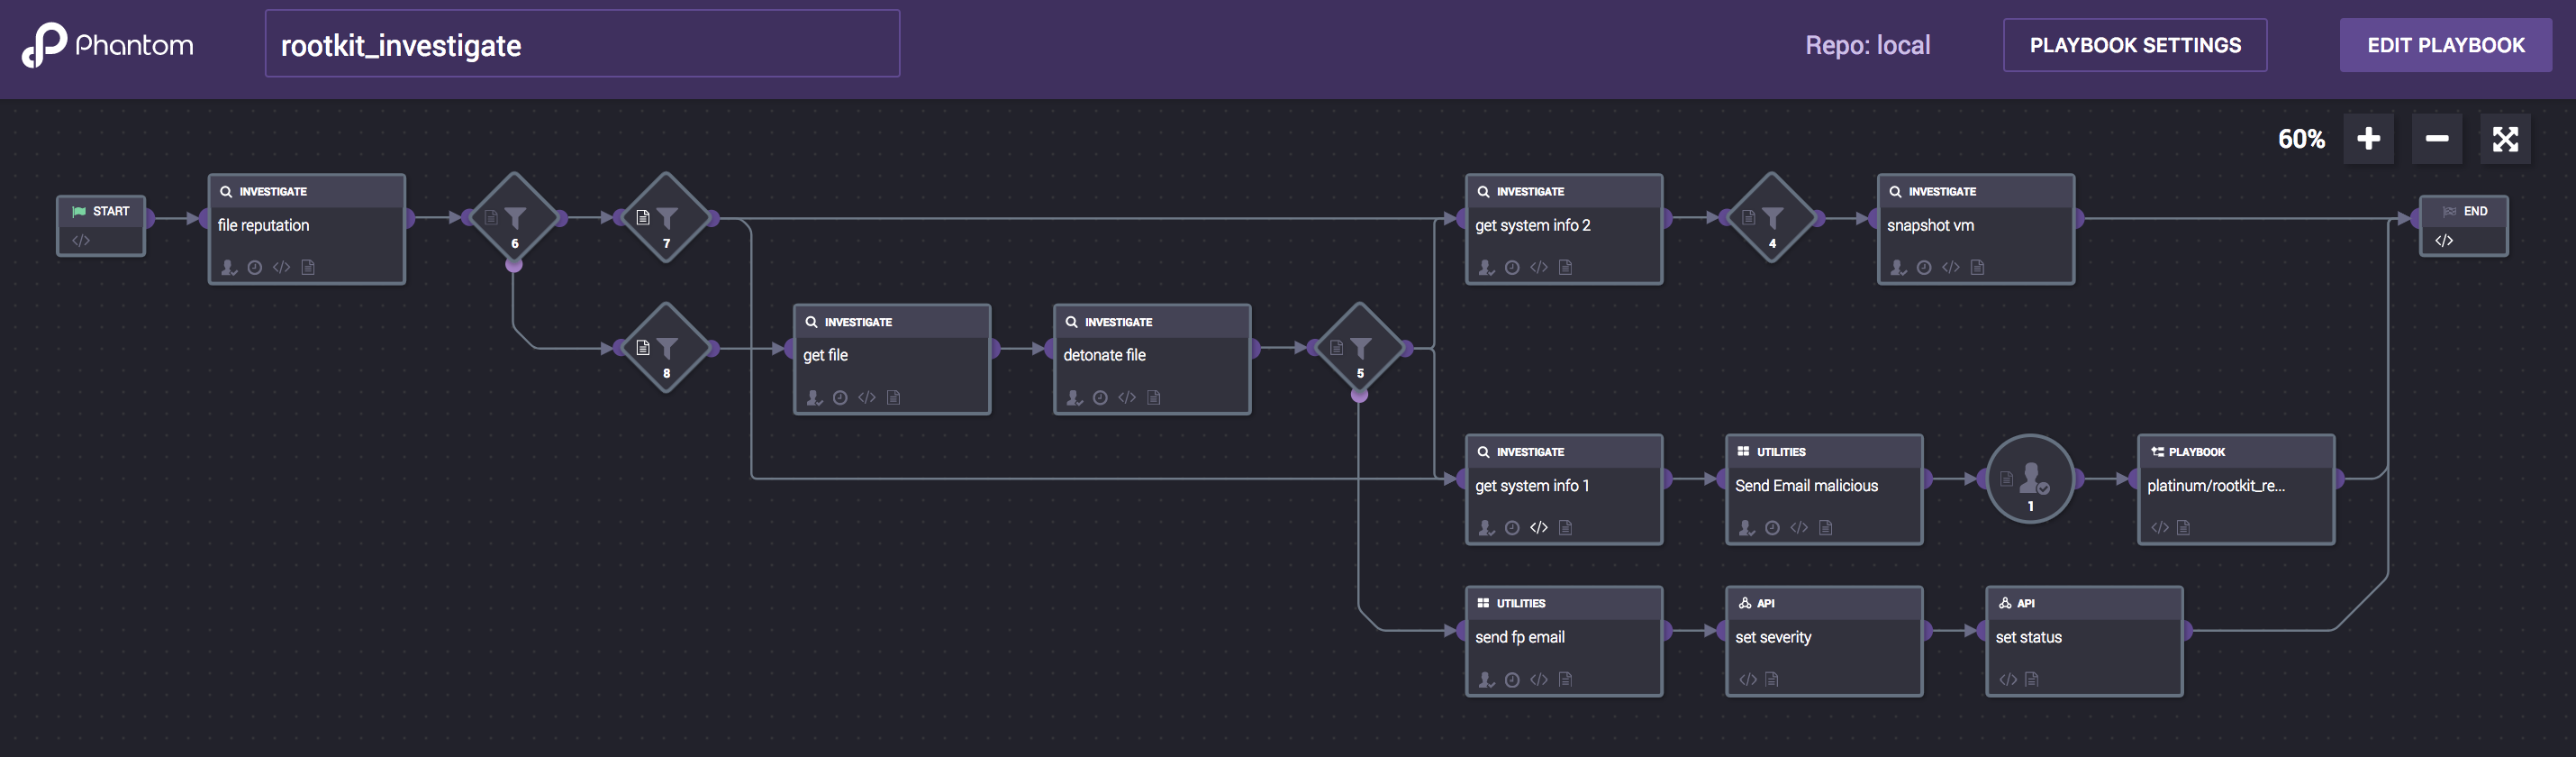 Phantom
rootkit_investigate
Repo: local
PLAYBOOK SETTINGS
EDIT PLAYBOOK
60%
START
INVESTIGATE
file reputation
6
7
INVESTIGATE
get system info 2
4
INVESTIGATE
snapshot vm
END
8
INVESTIGATE
get file
INVESTIGATE
detonate file
5
INVESTIGATE
get system info 1
UTILITIES
Send Email malicious
1
PLAYBOOK
platinum/rootkit_re...
UTILITIES
send fp email
API
set severity
API
set status